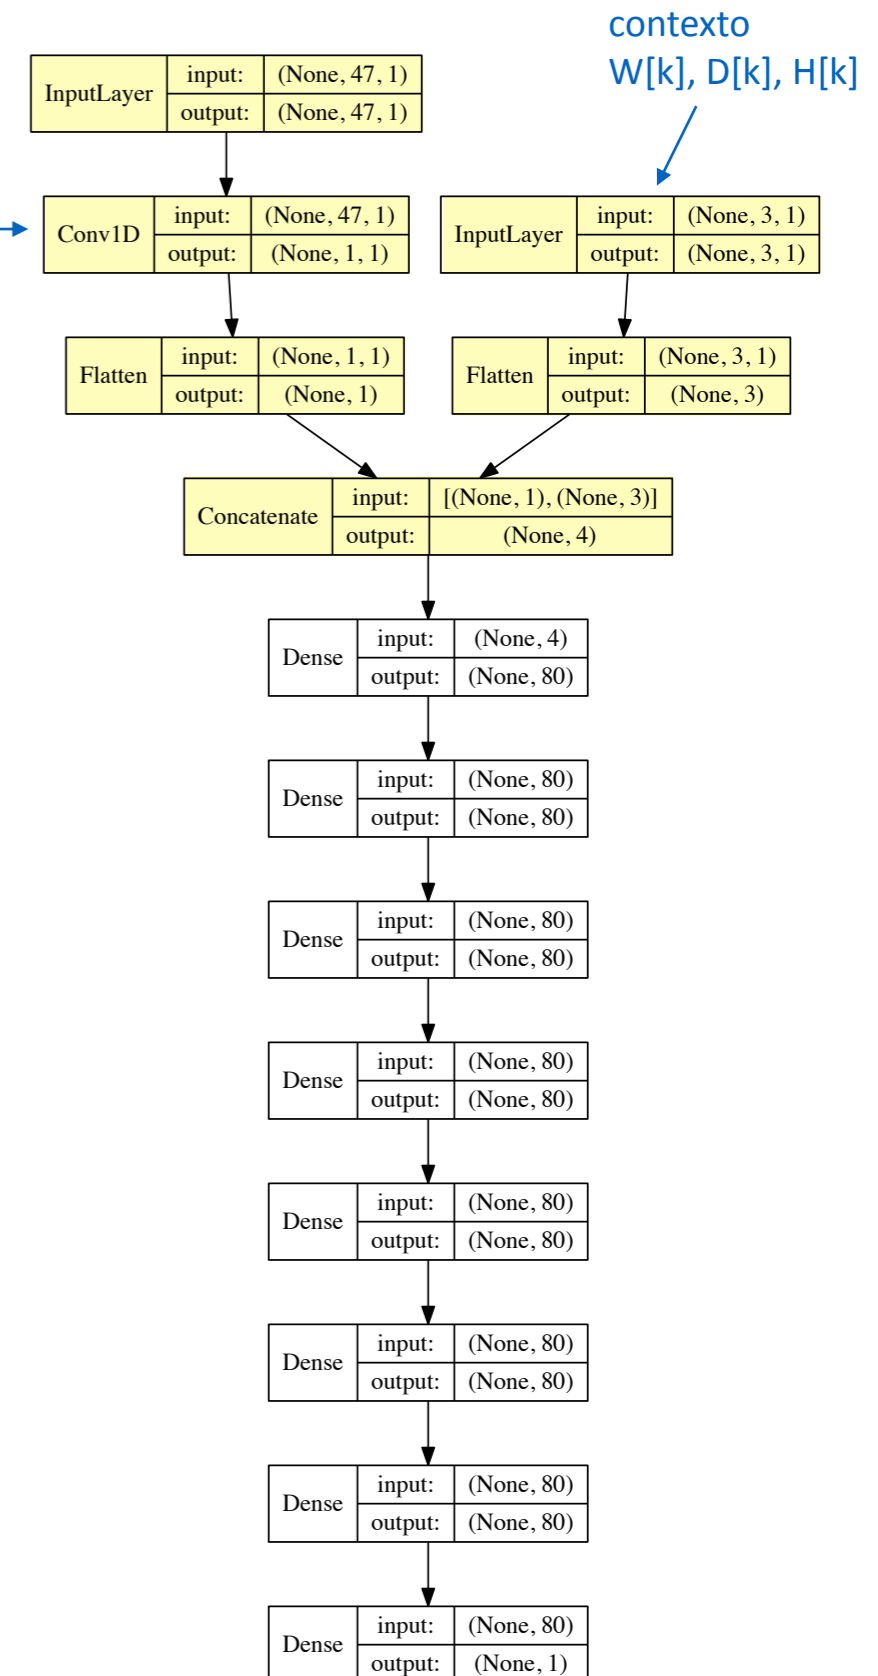 contexto
W[k], D[k], H[k]
InputLayer input: (None, 47, 1)
output: (None, 47, 1)
Conv1D input: (None, 47, 1)
output: (None, 1, 1)
InputLayer input: (None, 3, 1)
output: (None, 3, 1)
Flatten input: (None, 1, 1)
output: (None, 1)
Flatten input: (None, 3, 1)
output: (None, 3)
Concatenate input: [(None, 1), (None, 3)]
output: (None, 4)
Dense input: (None, 4)
output: (None, 80)
Dense input: (None, 80)
output: (None, 80)
Dense input: (None, 80)
output: (None, 80)
Dense input: (None, 80)
output: (None, 80)
Dense input: (None, 80)
output: (None, 80)
Dense input: (None, 80)
output: (None, 80)
Dense input: (None, 80)
output: (None, 80)
Dense input: (None, 80)
output: (None, 1)